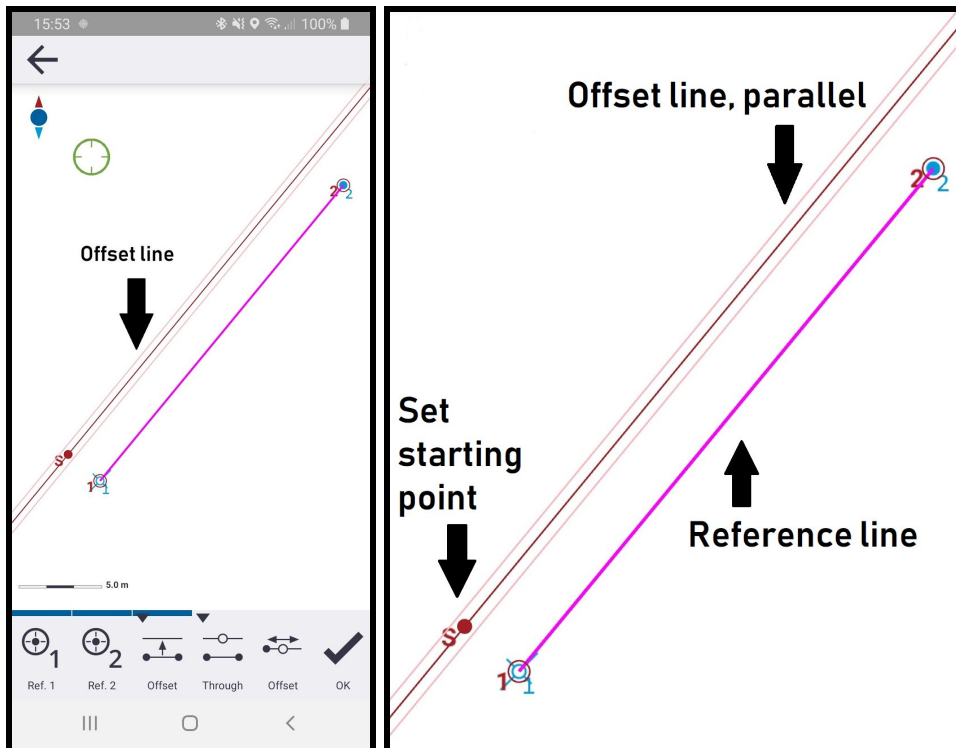 15:53
100%
Offset line
2
2
S
1
1
5.0 m
1
2
Ref. 1
Ref. 2
Offset
Through
Offset
OK
Offset line, parallel
2
2
Set
starting
point
Reference line
S
1
1